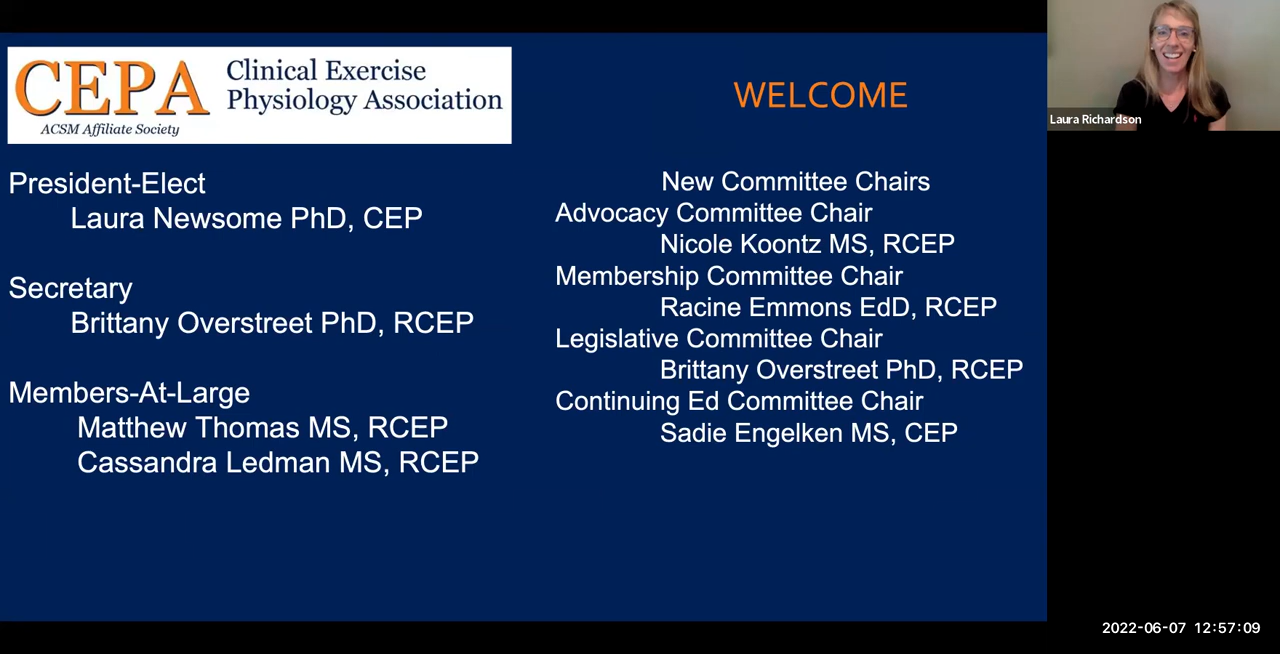 CEPA
Clinical Exercise
Physiology Association
ACSM Affiliate Society
WELCOME
President-Elect
Laura Newsome PhD, CEP
Secretary
Brittany Overstreet PhD, RCEP
Members-At-Large
Matthew Thomas MS, RCEP
Cassandra Ledman MS, RCEP
New Committee Chairs
Advocacy Committee Chair
Nicole Koontz MS, RCEP
Membership Committee Chair
Racine Emmons EdD, RCEP
Legislative Committee Chair
Brittany Overstreet PhD, RCEP
Continuing Ed Committee Chair
Sadie Engelken MS, CEP
Laura Richardson
2022-06-07 12:57:09